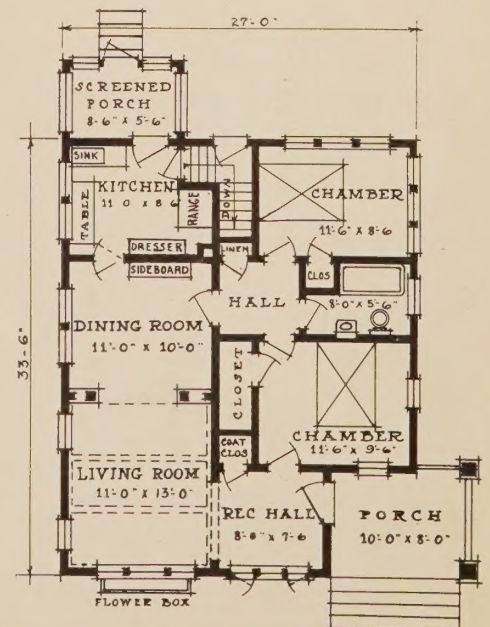 27'-0"
SCREENED
PORCH
8'-6" X 5'-6"
SINK
KITCHEN
11'0 X 8'6"
TABLE
RANGE
DOWN
CHAMBER
11'-6" X 8'-6
DRESSER
SIDEBOARD
LINEN
CLOS
HALL
8'-0" X 5'-6"
DINING ROOM
11'-0" X 10'-0"
33'-6"
CLOSET
CHAMBER
11'-6" X 9'-6"
COAT
CLOS
LIVING ROOM
11'-0" X 13'-0"
REC HALL
8'-0" X 7'-6
PORCH
10'-0" X 8'-0"
FLOWER BOX